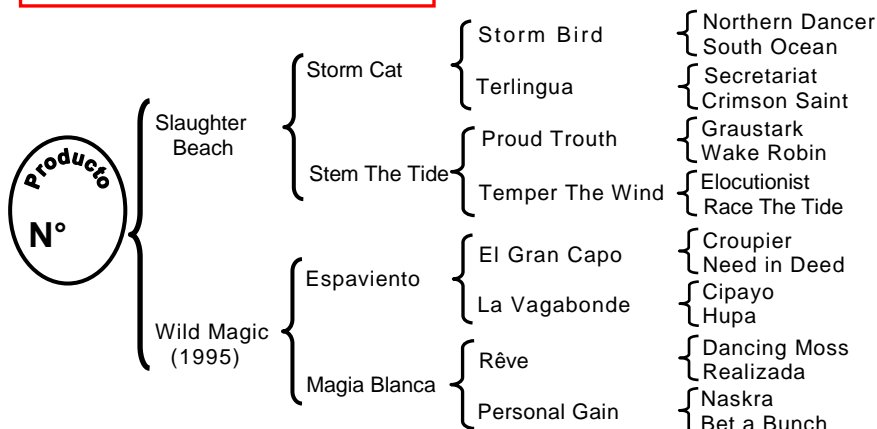 Producto
N°
Slaughter
Beach
Wild Magic
(1995)
Storm Cat
Stem The Tide
Espaviento
Magia Blanca
Storm Bird
Terlingua
Proud Trouth
Temper The Wind
El Gran Capo
La Vagabonde
Rêve
Personal Gain
Northern Dancer
South Ocean
Secretariat
Crimson Saint
Graustark
Wake Robin
Elocutionist
Race The Tide
Croupier
Need in Deed
Cipayo
Hupa
Dancing Moss
Realizada
Naskra
Bet a Bunch